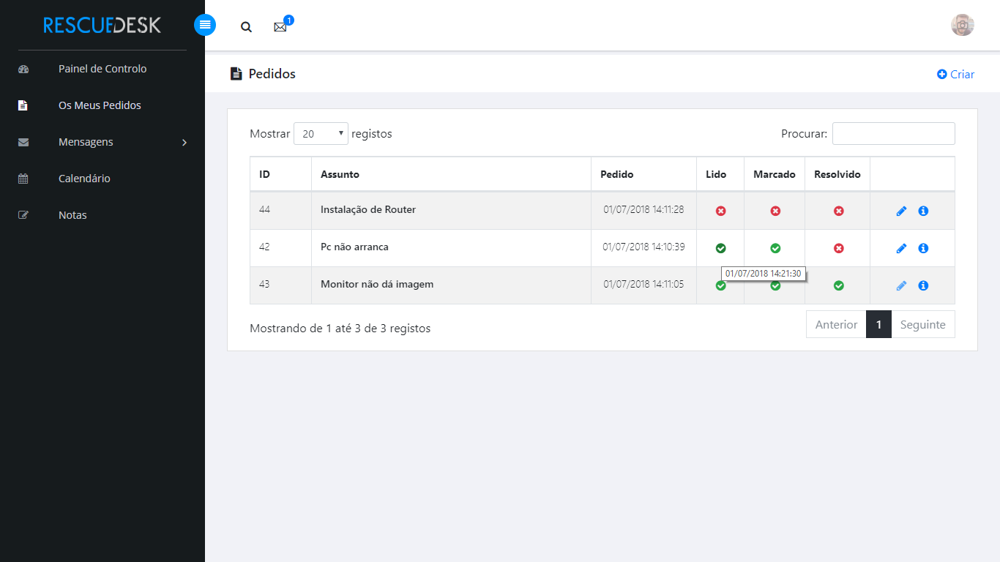 RESCUEDESK
Painel de Controlo
Os Meus Pedidos
Mensagens
Calendário
Notas
1
Pedidos
Criar
Mostrar 20 registos
Procurar:
ID Assunto Pedido Lido Marcado Resolvido
44 Instalação de Router 01/07/2018 14:11:28
42 Pc não arranca 01/07/2018 14:10:39
01/07/2018 14:21:30
43 Monitor não dá imagem 01/07/2018 14:11:05
Mostrando de 1 até 3 de 3 registos
Anterior 1 Seguinte